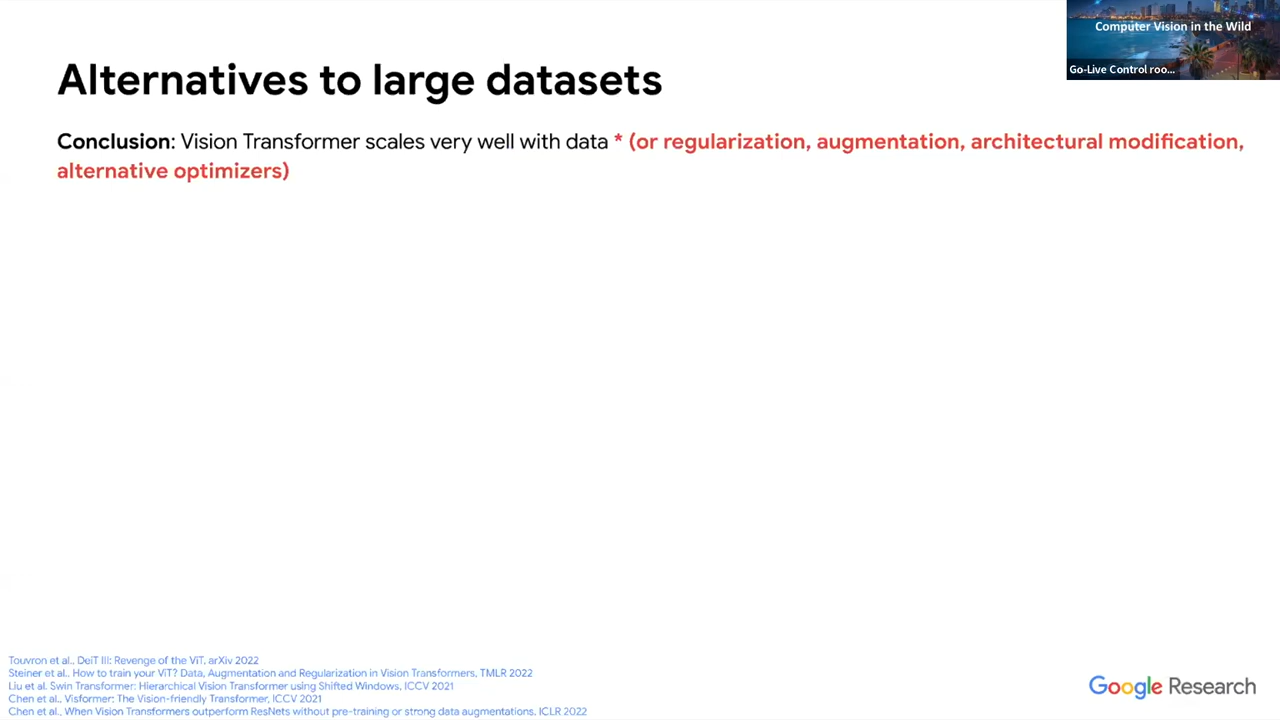 Computer Vision in the Wild
Go-Live Control roo...
Alternatives to large datasets
Conclusion: Vision Transformer scales very well with data * (or regularization, augmentation, architectural modification,
alternative optimizers)
Touvron et al., DeiT III: Revenge of the ViT, arXiv 2022
Steiner et al., How to train your ViT? Data, Augmentation and Regularization in Vision Transformers, TMLR 2022
Liu et al. Swin Transformer: Hierarchical Vision Transformer using Shifted Windows, ICCV 2021
Chen et al., Visformer: The Vision-friendly Transformer, ICCV 2021
Chen et al., When Vision Transformers outperform ResNets without pre-training or strong data augmentations, ICLR 2022
Google Research